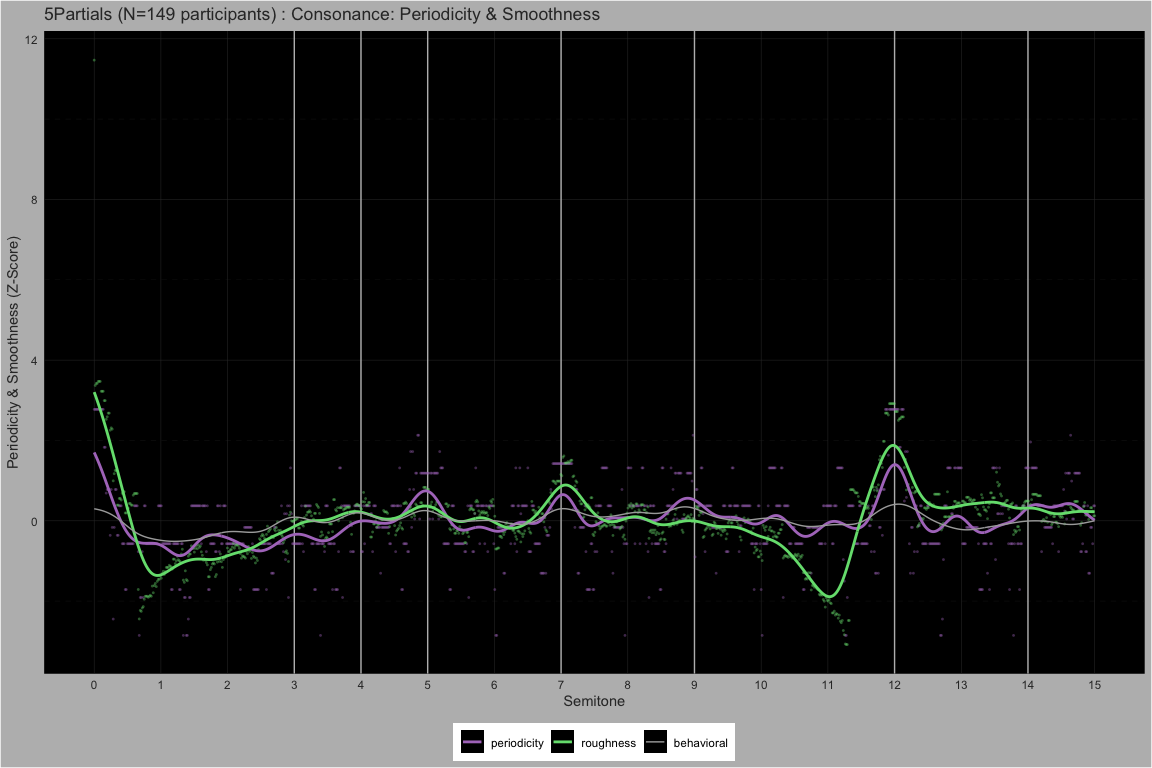 5Partials (N=149 participants) : Consonance: Periodicity & Smoothness
Periodicity & Smoothness (Z-Score)
12
8
4
0
0 1 2 3 4 5 6 7 8 9 10 11 12 13 14 15
Semitone
periodicity roughness behavioral